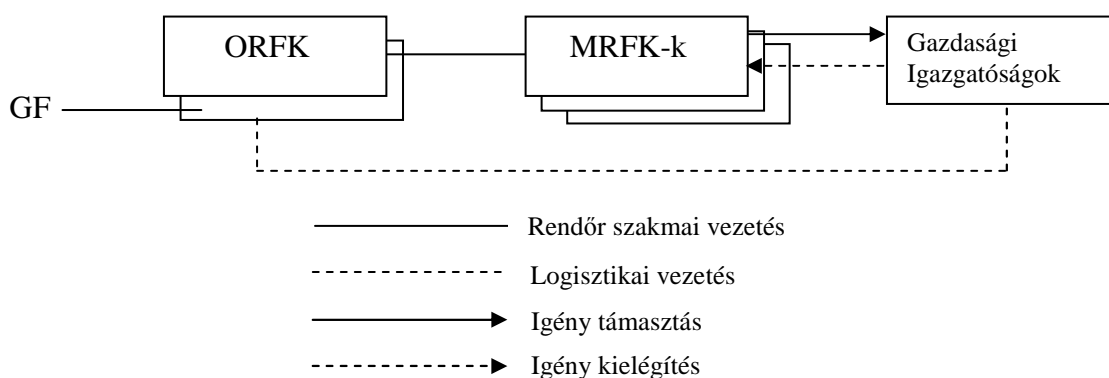 ORFK
MRFK-k
Gazdasági
Igazgatóságok
GF
Rendőr szakmai vezetés
Logisztikai vezetés
Igény támasztás
Igény kielégítés